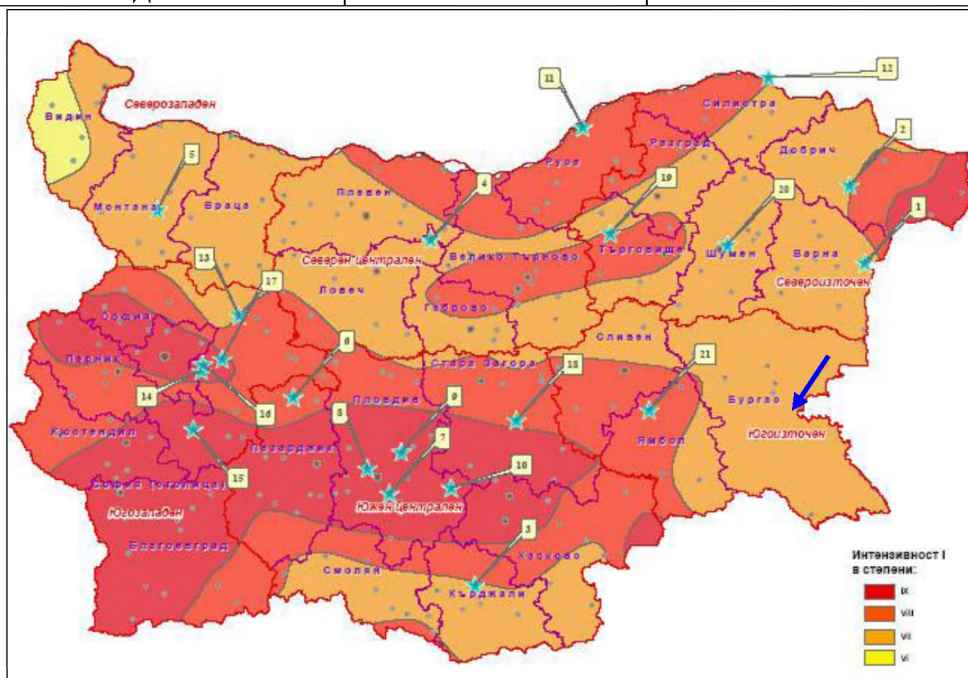 12
11
Северозападен
Силистра
Видин
2
Разград
Добрич
Русе
5
19
20
4
Плевен
1
Монтана
Враца
Търговище
Велико Търново
Шумен
Варна
Северен централен
Североизточен
13
17
Ловеч
Габрово
София
6
Сливен
Перник
Стара Загора
18
21
9
8
Пловдив
Бургас
14
16
7
Кюстендил
Пазарджик
Ямбол
Югоизточен
10
15
София (столица)
Югозападен
Южен централен
3
Благоевград
Хасково
Смолян
Кърджали
Интензивност I
в степени:
IX
VIII
VII
VI